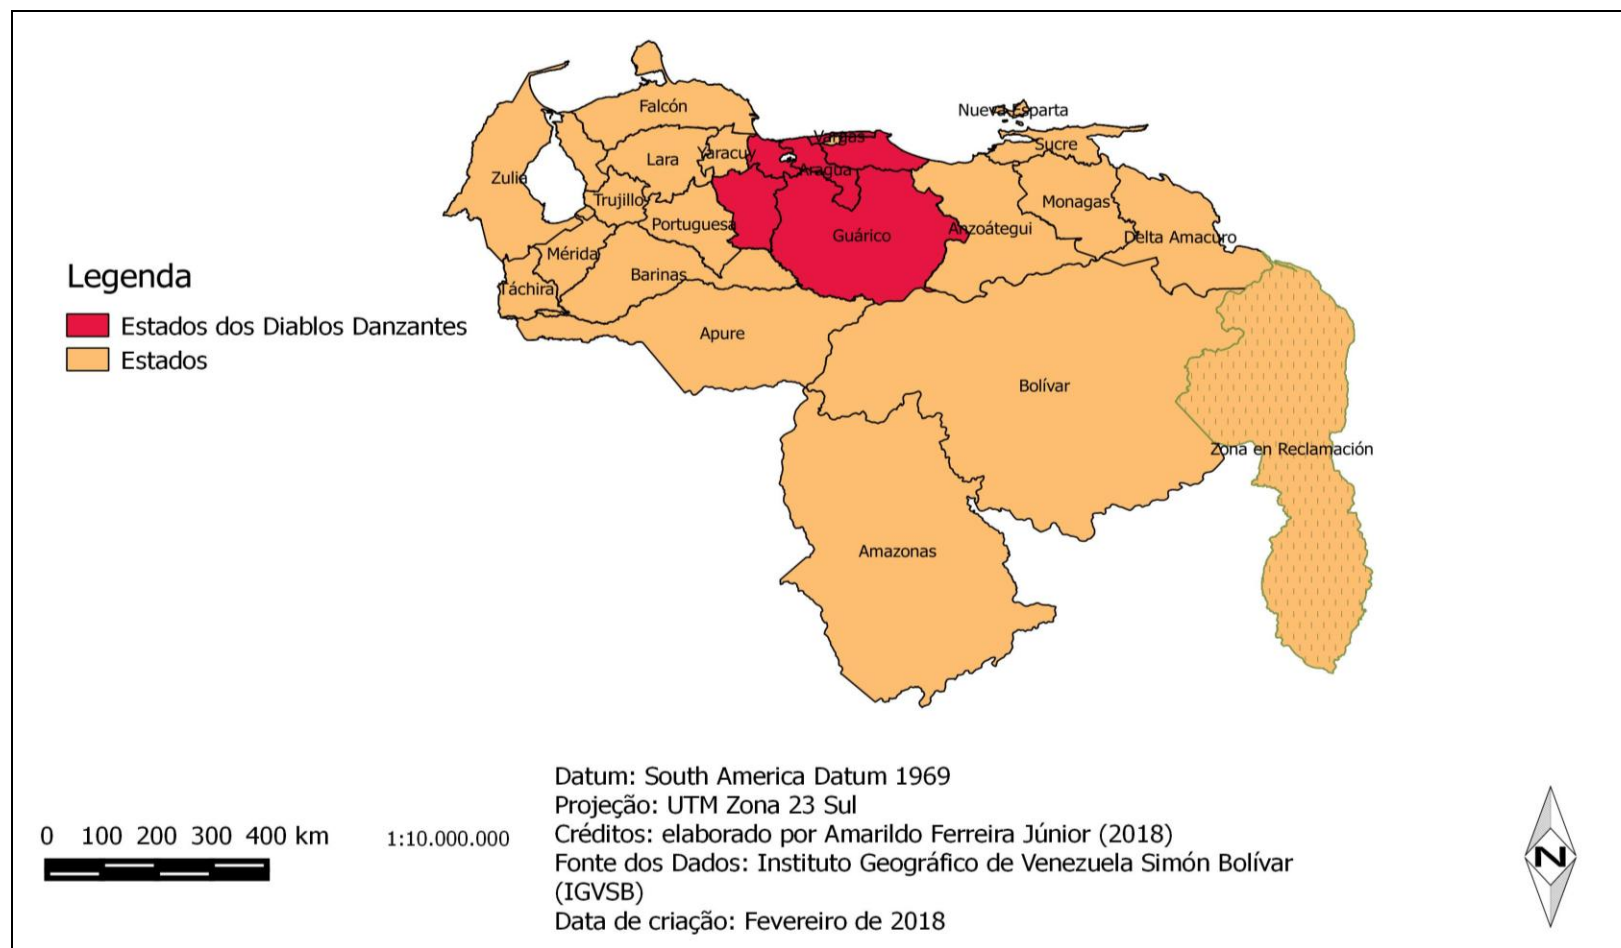 Falcón
Nueva Esparta
Vargas
Sucre
Yaracuy
Lara
Aragua
Zulia
Trujillo
Monagas
Portuguesa
Guárico
Anzoátegui
Delta Amacuro
Mérida
Barinas
Táchira
Apure
Bolívar
Zona en Reclamación
Amazonas
Legenda
Estados dos Diablos Danzantes
Estados
0 100 200 300 400 km
1:10.000.000
Datum: South America Datum 1969
Projeção: UTM Zona 23 Sul
Créditos: elaborado por Amarildo Ferreira Júnior (2018)
Fonte dos Dados: Instituto Geográfico de Venezuela Simón Bolívar
(IGVSB)
Data de criação: Fevereiro de 2018
N